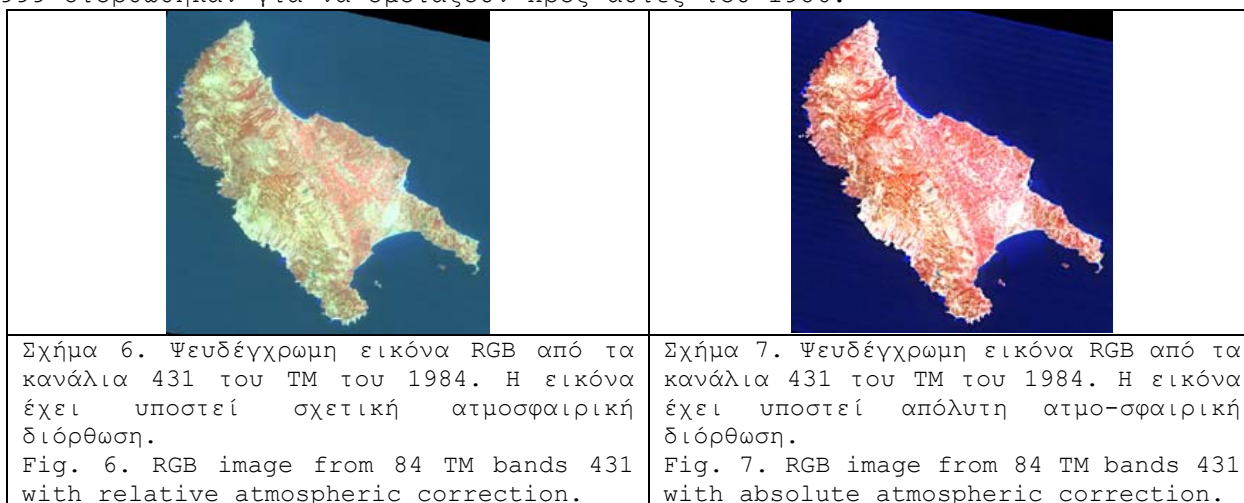 Σχήμα 6. Ψευδέγχρωμη εικόνα RGB από τα
κανάλια 431 του TM του 1984. Η εικόνα
έχει υποστεί σχετική ατμοσφαιρική
διόρθωση.
Fig. 6. RGB image from 84 TM bands 431
with relative atmospheric correction.
Σχήμα 7. Ψευδέγχρωμη εικόνα RGB από τα
κανάλια 431 του TM του 1984. Η εικόνα
έχει υποστεί απόλυτη ατμο-σφαιρική
διόρθωση.
Fig. 7. RGB image from 84 TM bands 431
with absolute atmospheric correction.